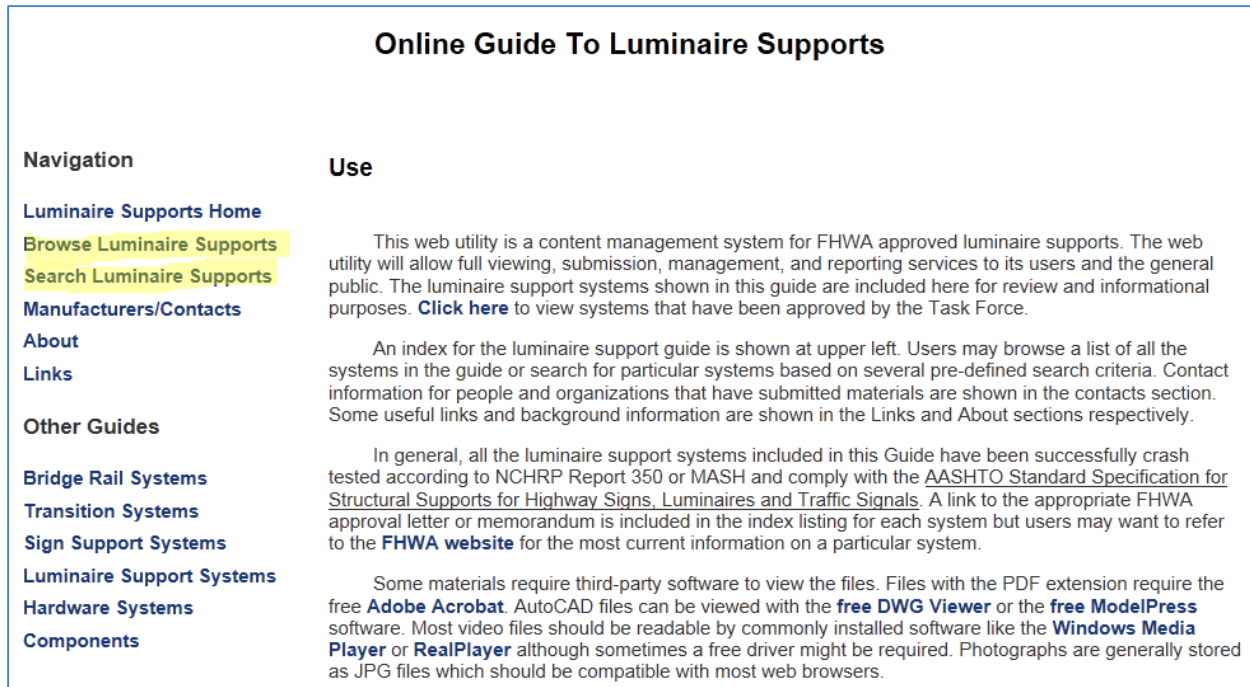 Online Guide To Luminaire Supports
Navigation
Luminaire Supports Home
Browse Luminaire Supports
Search Luminaire Supports
Manufacturers/Contacts
About
Links
Other Guides
Bridge Rail Systems
Transition Systems
Sign Support Systems
Luminaire Support Systems
Hardware Systems
Components
Use
This web utility is a content management system for FHWA approved luminaire supports. The web
utility will allow full viewing, submission, management, and reporting services to its users and the general
public. The luminaire support systems shown in this guide are included here for review and informational
purposes. Click here to view systems that have been approved by the Task Force.
An index for the luminaire support guide is shown at upper left. Users may browse a list of all the
systems in the guide or search for particular systems based on several pre-defined search criteria. Contact
information for people and organizations that have submitted materials are shown in the contacts section.
Some useful links and background information are shown in the Links and About sections respectively.
In general, all the luminaire support systems included in this Guide have been successfully crash
tested according to NCHRP Report 350 or MASH and comply with the AASHTO Standard Specification for
Structural Supports for Highway Signs, Luminaires and Traffic Signals. A link to the appropriate FHWA
approval letter or memorandum is included in the index listing for each system but users may want to refer
to the FHWA website for the most current information on a particular system.
Some materials require third-party software to view the files. Files with the PDF extension require the
free Adobe Acrobat. AutoCAD files can be viewed with the free DWG Viewer or the free ModelPress
software. Most video files should be readable by commonly installed software like the Windows Media
Player or RealPlayer although sometimes a free driver might be required. Photographs are generally stored
as JPG files which should be compatible with most web browsers.